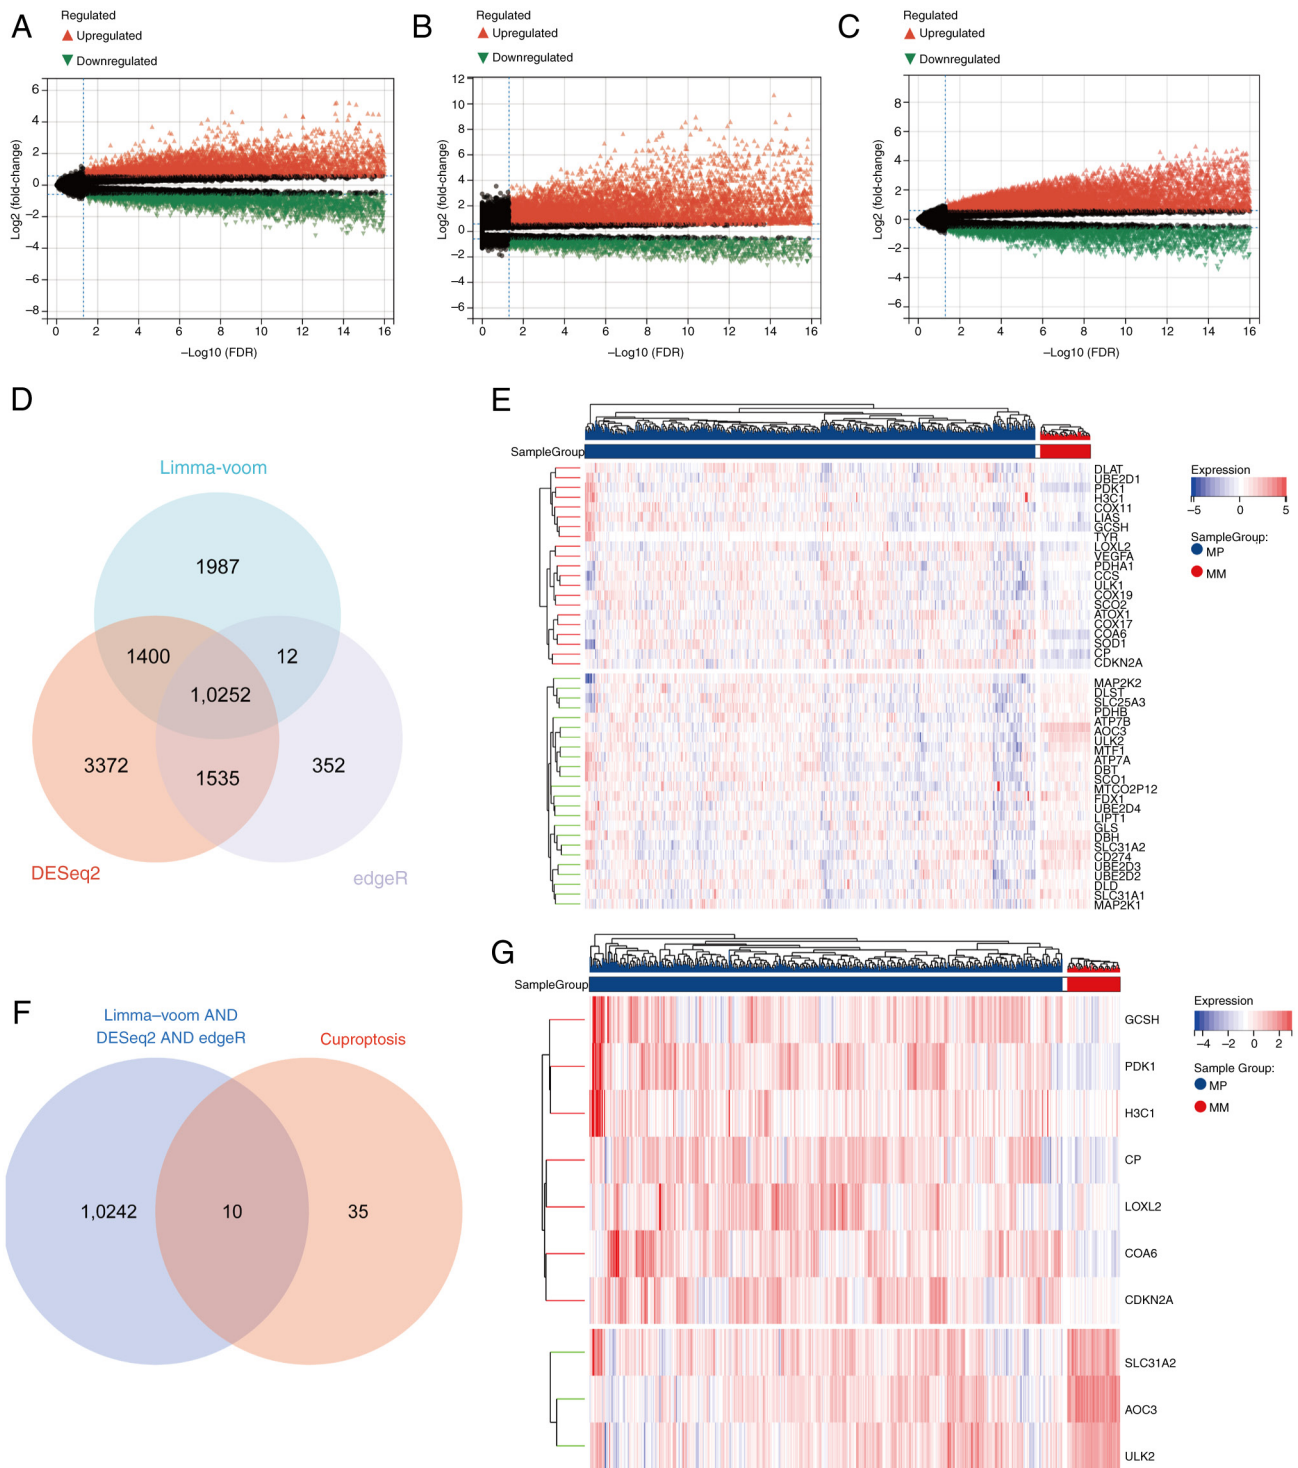 A
Regulated
Upregulated
Downregulated
Log2 (fold-change)
6
4
2
0
−2
−4
−6
−8
0 2 4 6 8 10 12 14 16
−Log10 (FDR)
B
Regulated
Upregulated
Downregulated
Log2 (fold-change)
12
10
8
6
4
2
0
−2
−4
−6
0 2 4 6 8 10 12 14 16
−Log10 (FDR)
C
Regulated
Upregulated
Downregulated
Log2 (fold-change)
8
6
4
2
0
−2
−4
−6
0 2 4 6 8 10 12 14 16
−Log10 (FDR)
D
Limma-voom
1987
1400
12
1,0252
3372
1535
352
DESeq2
edgeR
E
SampleGroup
DLAT
UBE2D1
PDK1
H3C1
COX11
LIAS
GCSH
TYR
LOXL2
VEGFA
PDHA1
CCS
ULK1
COX19
SCO2
ATOX1
COX17
COA6
SOD1
CP
CDKN2A
MAP2K2
DLST
SLC25A3
PDHB
ATP7B
AOC3
ULK2
MTF1
ATP7A
DBT
SCO1
MTCO2P12
FDX1
UBE2D4
LIPT1
GLS
DBH
SLC31A2
CD274
UBE2D3
UBE2D2
DLD
SLC31A1
MAP2K1
Expression
−5 0 5
SampleGroup:
MP
MM
F
Limma−voom AND
DESeq2 AND edgeR
Cuproptosis
1,0242
10
35
G
SampleGroup
GCSH
PDK1
H3C1
CP
LOXL2
COA6
CDKN2A
SLC31A2
AOC3
ULK2
Expression
−4 −2 0 2
Sample Group:
MP
MM